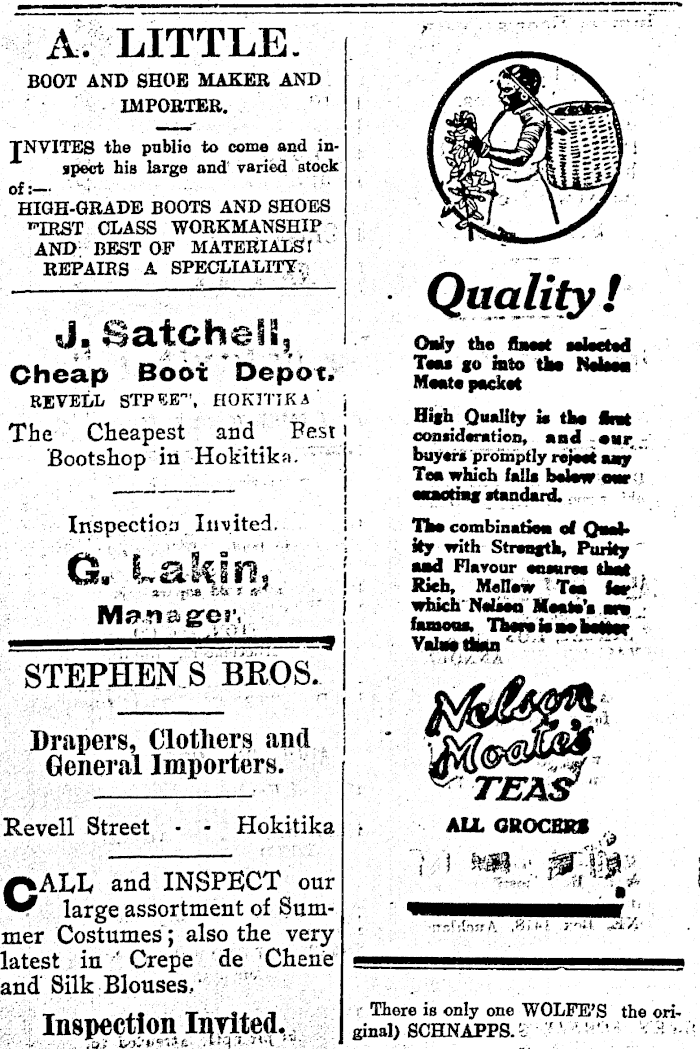 A. LITTLE.
BOOT AND SHOE MAKER AND
IMPORTER.
INVITES the public to come and in-
spect his large and varied stock
of:—
HIGH-GRADE BOOTS AND SHOES
FIRST CLASS WORKMANSHIP
AND BEST OF MATERIALS!
REPAIRS A SPECLIALITY.
J. Satchell,
Cheap Boot Depot.
REVELL STREET, HOKITIKA
The Cheapest and Best
Bootshop in Hokitika.
Inspection Invited.
G. Lakin,
Manager.
STEPHENS BROS.
Drapers, Clothers and
General Importers.
Revell Street - - Hokitika
CALL and INSPECT our
large assortment of Sum-
mer Costumes; also the very
latest in Crepe de Chene
and Silk Blouses.
Inspection Invited.
Quality!
Only the finest selected
Teas go into the Nelson
Moate packet
High Quality is the first
consideration, and our
buyers promptly reject any
Tea which falls below our
exacting standard.
The combination of Qual-
ity with Strength, Purity
and Flavour ensures that
Rich, Mellow Tea for
which Nelson Moate's are
famous. There is no better
Value than
Nelson
Moate's
TEAS
ALL GROCERS
There is only one WOLFE'S the ori-
ginal) SCHNAPPS.